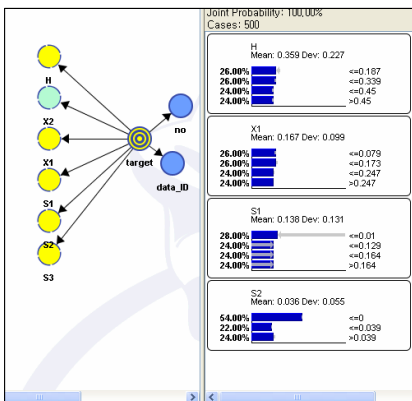 H
X2
X1
S1
S2
S3
target
no
data_ID
Joint Probability: 100,00%
Cases: 500
H
Mean: 0.359 Dev: 0.227
26.00% <=0.187
26.00% <=0.339
24.00% <=0.45
24.00% >0.45
X1
Mean: 0.167 Dev: 0.099
26.00% <=0.079
26.00% <=0.173
24.00% <=0.247
24.00% >0.247
S1
Mean: 0.138 Dev: 0.131
28.00% <=0.01
24.00% <=0.129
24.00% <=0.164
24.00% >0.164
S2
Mean: 0.036 Dev: 0.055
54.00% <=0
22.00% <=0.039
24.00% >0.039